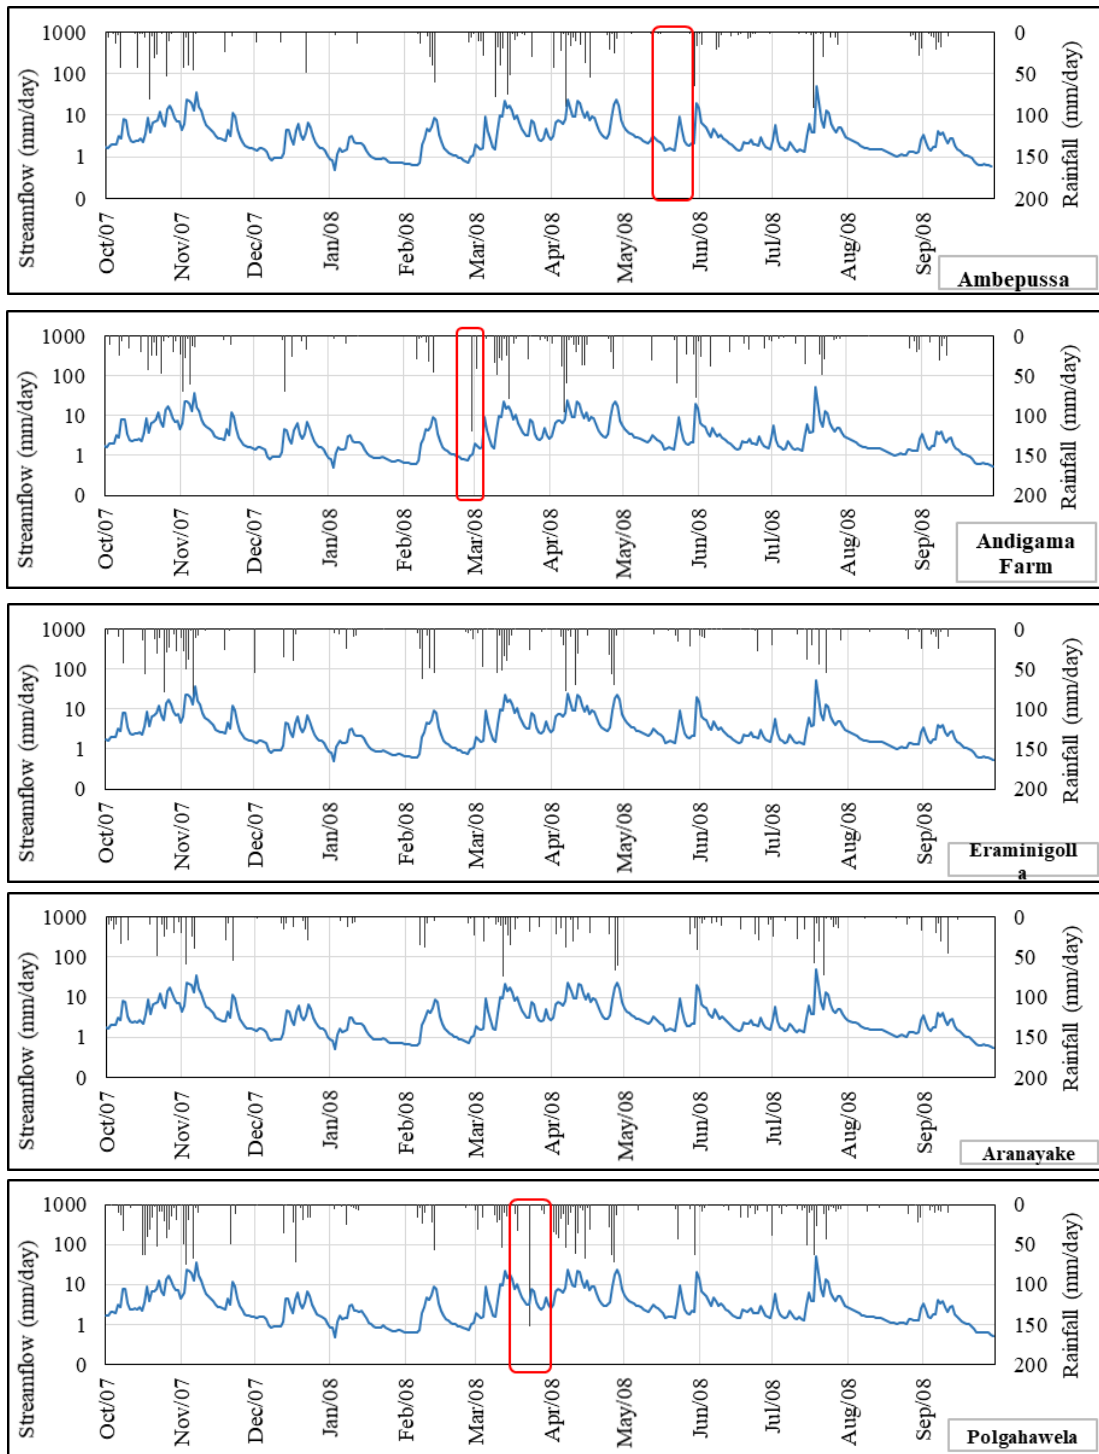 Streamflow (mm/day)
1000
100
10
1
0
0
50
100
150
200
Rainfall (mm/day)
Oct/07
Nov/07
Dec/07
Jan/08
Feb/08
Mar/08
Apr/08
May/08
Jun/08
Jul/08
Aug/08
Sep/08
Ambepussa
Streamflow (mm/day)
1000
100
10
1
0
0
50
100
150
200
Rainfall (mm/day)
Oct/07
Nov/07
Dec/07
Jan/08
Feb/08
Mar/08
Apr/08
May/08
Jun/08
Jul/08
Aug/08
Sep/08
Andigama
Farm
Streamflow (mm/day)
1000
100
10
1
0
0
50
100
150
200
Rainfall (mm/day)
Oct/07
Nov/07
Dec/07
Jan/08
Feb/08
Mar/08
Apr/08
May/08
Jun/08
Jul/08
Aug/08
Sep/08
Eraminigoll
a
Streamflow (mm/day)
1000
100
10
1
0
0
50
100
150
200
Rainfall (mm/day)
Oct/07
Nov/07
Dec/07
Jan/08
Feb/08
Mar/08
Apr/08
May/08
Jun/08
Jul/08
Aug/08
Sep/08
Aranayake
Streamflow (mm/day)
1000
100
10
1
0
0
50
100
150
200
Rainfall (mm/day)
Oct/07
Nov/07
Dec/07
Jan/08
Feb/08
Mar/08
Apr/08
May/08
Jun/08
Jul/08
Aug/08
Sep/08
Polgahawela